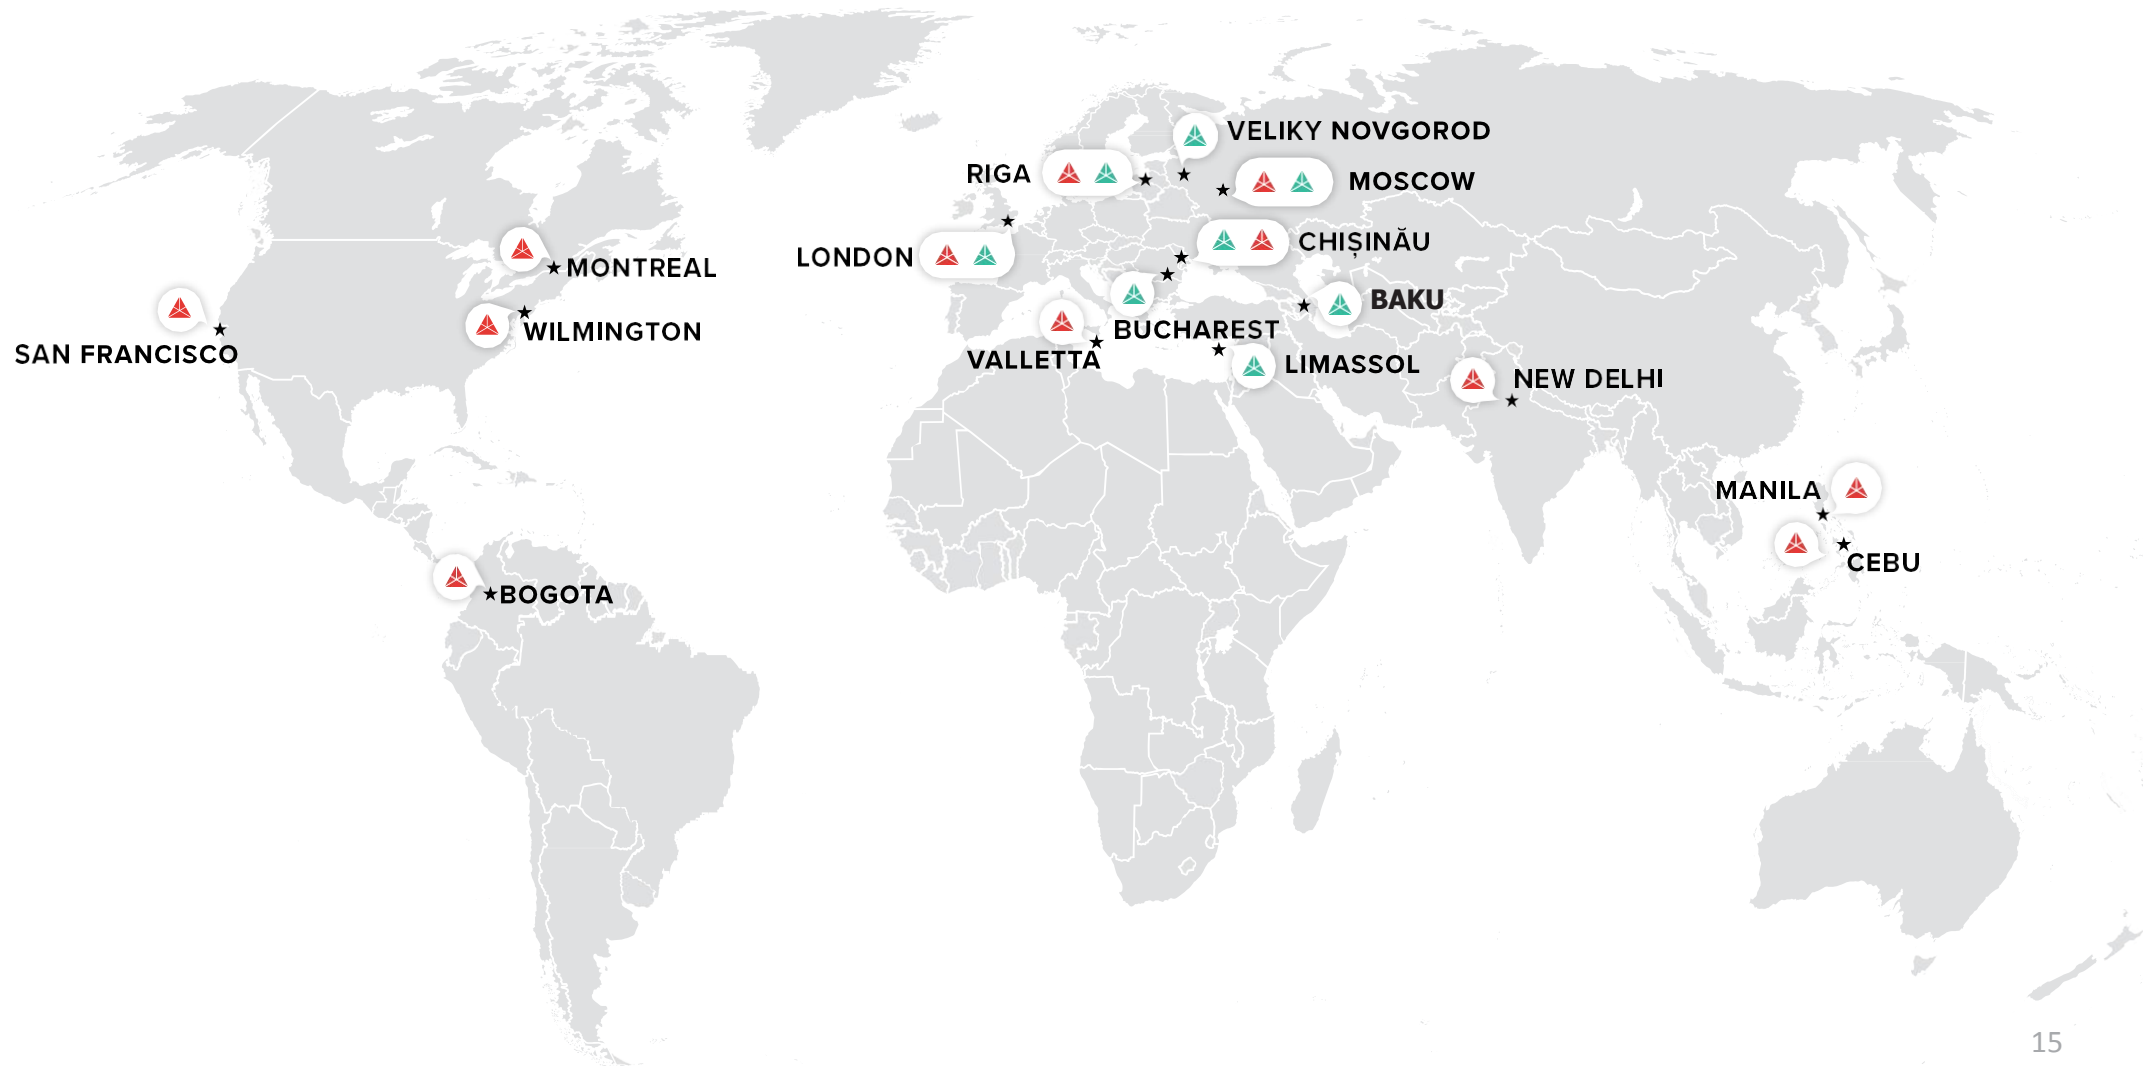 VELIKY NOVGOROD
RIGA
MOSCOW
CHIȘINĂU
LONDON
MONTREAL
BAKU
WILMINGTON
BUCHAREST
SAN FRANCISCO
VALLETTA
LIMASSOL
NEW DELHI
MANILA
CEBU
BOGOTA
15